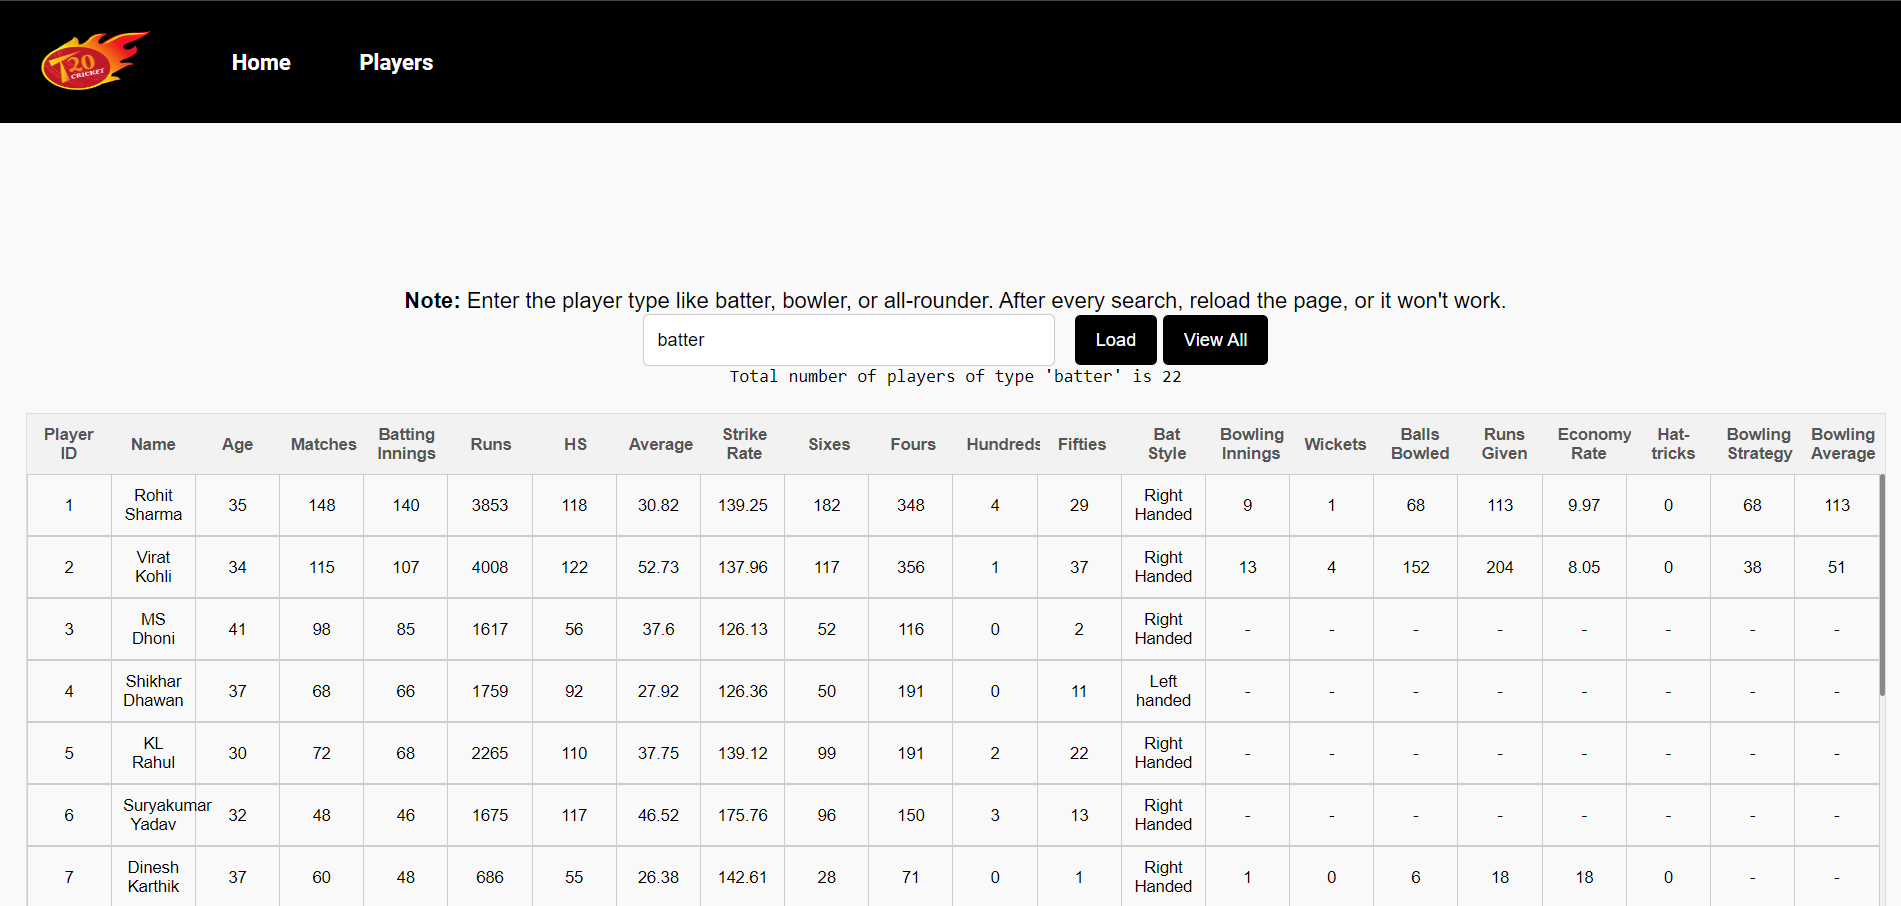 T20 CRICKET
Home Players
Note: Enter the player type like batter, bowler, or all-rounder. After every search, reload the page, or it won't work.
batter Load View All
Total number of players of type 'batter' is 22
Player ID Name Age Matches Batting Innings Runs HS Average Strike Rate Sixes Fours Hundreds Fifties Bat Style Bowling Innings Wickets Balls Bowled Runs Given Economy Rate Hat-tricks Bowling Strategy Bowling Average
1 Rohit Sharma 35 148 140 3853 118 30.82 139.25 182 348 4 29 Right Handed 9 1 68 113 9.97 0 68 113
2 Virat Kohli 34 115 107 4008 122 52.73 137.96 117 356 1 37 Right Handed 13 4 152 204 8.05 0 38 51
3 MS Dhoni 41 98 85 1617 56 37.6 126.13 52 116 0 2 Right Handed - - - - - - - -
4 Shikhar Dhawan 37 68 66 1759 92 27.92 126.36 50 191 0 11 Left handed - - - - - - - -
5 KL Rahul 30 72 68 2265 110 37.75 139.12 99 191 2 22 Right Handed - - - - - - - -
6 Suryakumar Yadav 32 48 46 1675 117 46.52 175.76 96 150 3 13 Right Handed - - - - - - - -
7 Dinesh Karthik 37 60 48 686 55 26.38 142.61 28 71 0 1 Right Handed 1 0 6 18 18 0 - -